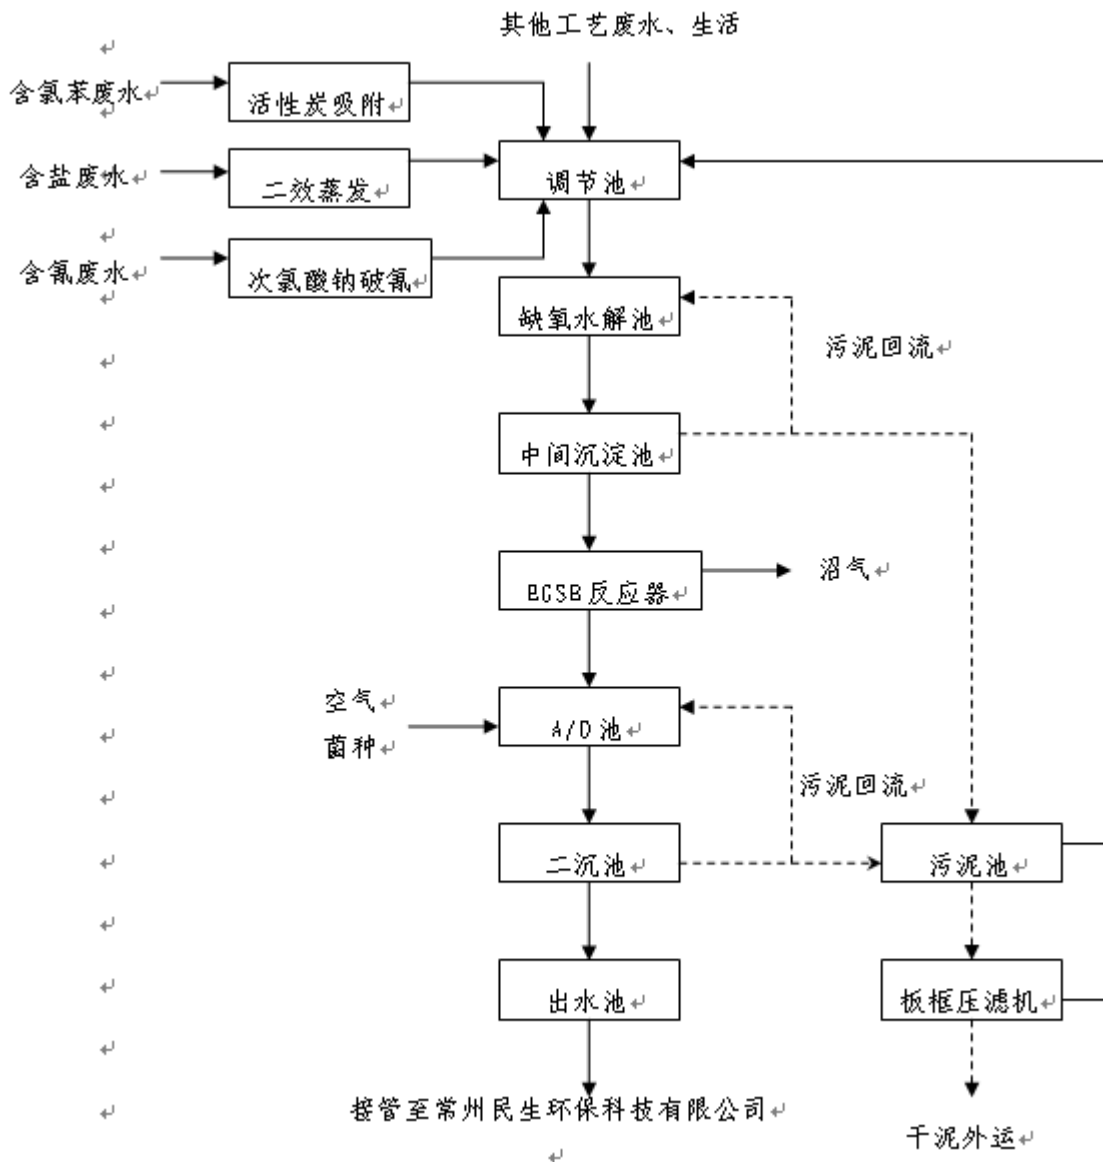 其他工艺废水、生活
含氯苯废水
活性炭吸附
含盐废水
二效蒸发
调节池
含氰废水
次氯酸钠破氰
缺氧水解池
污泥回流
中间沉淀池
EGSB反应器
沼气
空气
菌种
A/O池
污泥回流
二沉池
污泥池
出水池
板框压滤机
接管至常州民生环保科技有限公司
干泥外运